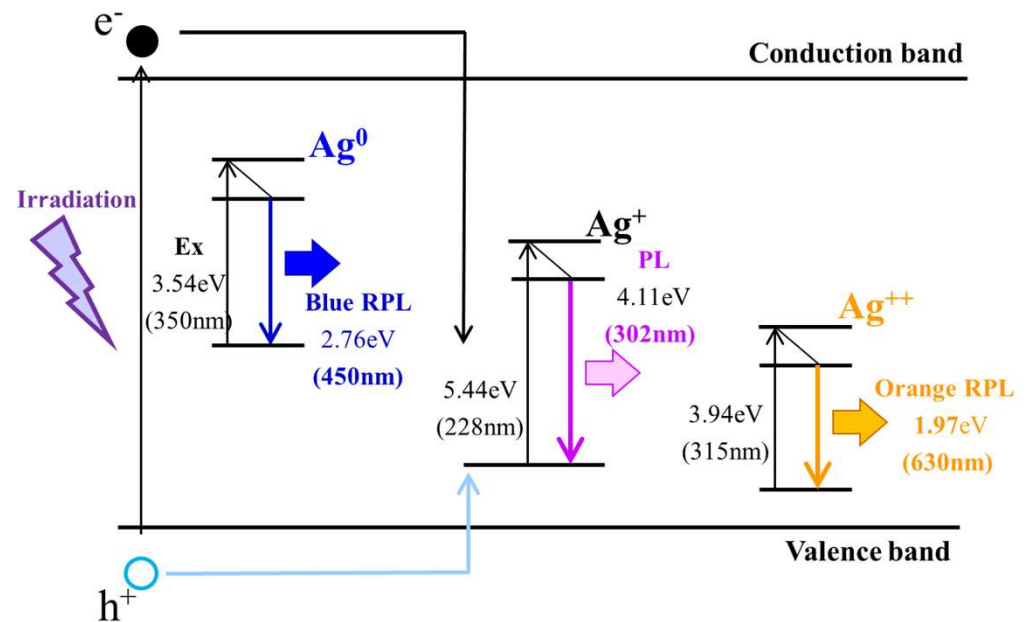 e⁻
Conduction band
Ag⁰
Irradiation
Ex
3.54eV
(350nm)
Blue RPL
2.76eV
(450nm)
Ag⁺
PL
4.11eV
(302nm)
5.44eV
(228nm)
Ag⁺⁺
3.94eV
(315nm)
Orange RPL
1.97eV
(630nm)
Valence band
h⁺